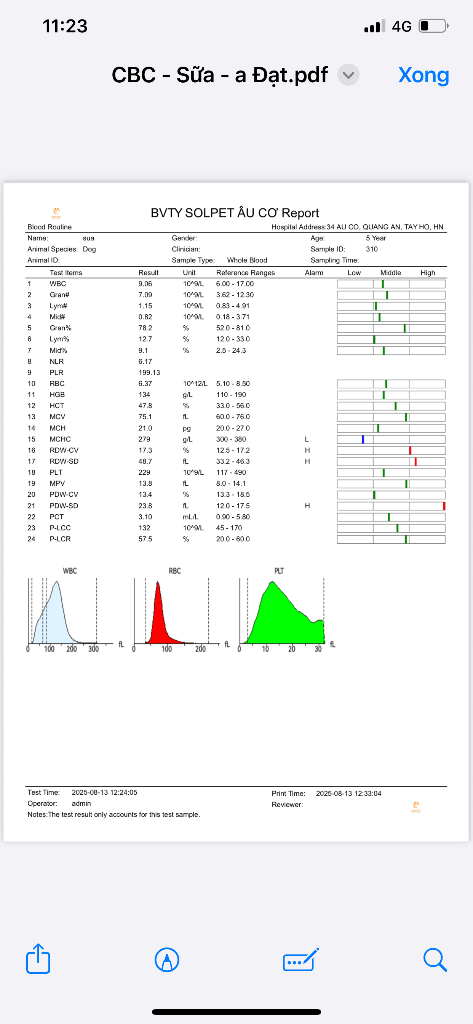 11:23 4G
CBC - Sữa - a Đạt.pdf Xong
BVTY SOLPET ÂU CƠ Report
Blood Routine Hospital Address:34 AU CO, QUANG AN, TAY HO, HN
Name: sua Gender: Age: 5 Year
Animal Species: Dog Clinician: Sample ID: 310
Animal ID: Sample Type: Whole Blood Sampling Time:
Test Items Result Unit Reference Ranges Alarm Low Middle High
1 WBC 9.06 10^9/L 6.00 - 17.00
2 Gran# 7.09 10^9/L 3.62 - 12.30
3 Lym# 1.15 10^9/L 0.83 - 4.91
4 Mid# 0.82 10^9/L 0.18 - 3.71
5 Gran% 78.2 % 52.0 - 81.0
6 Lym% 12.7 % 12.0 - 33.0
7 Mid% 9.1 % 2.5 - 24.3
8 NLR 6.17
9 PLR 199.13
10 RBC 6.37 10^12/L 5.10 - 8.50
11 HGB 134 g/L 110 - 190
12 HCT 47.8 % 33.0 - 56.0
13 MCV 75.1 fL 60.0 - 76.0
14 MCH 21.0 pg 20.0 - 27.0
15 MCHC 279 g/L 300 - 380 L
16 RDW-CV 17.3 % 12.5 - 17.2 H
17 RDW-SD 48.7 fL 33.2 - 46.3 H
18 PLT 229 10^9/L 117 - 490
19 MPV 13.8 fL 8.0 - 14.1
20 PDW-CV 13.4 % 13.3 - 18.5
21 PDW-SD 23.8 fL 12.0 - 17.5 H
22 PCT 3.10 mL/L 0.90 - 5.80
23 P-LCC 132 10^9/L 45 - 170
24 P-LCR 57.5 % 20.0 - 60.0
WBC RBC PLT
0 100 200 300 fL 0 100 200 fL 0 10 20 30 fL
Test Time: 2025-08-13 12:24:05 Print Time: 2025-08-13 12:33:04
Operator: admin Reviewer:
Notes:The test result only accounts for this test sample.